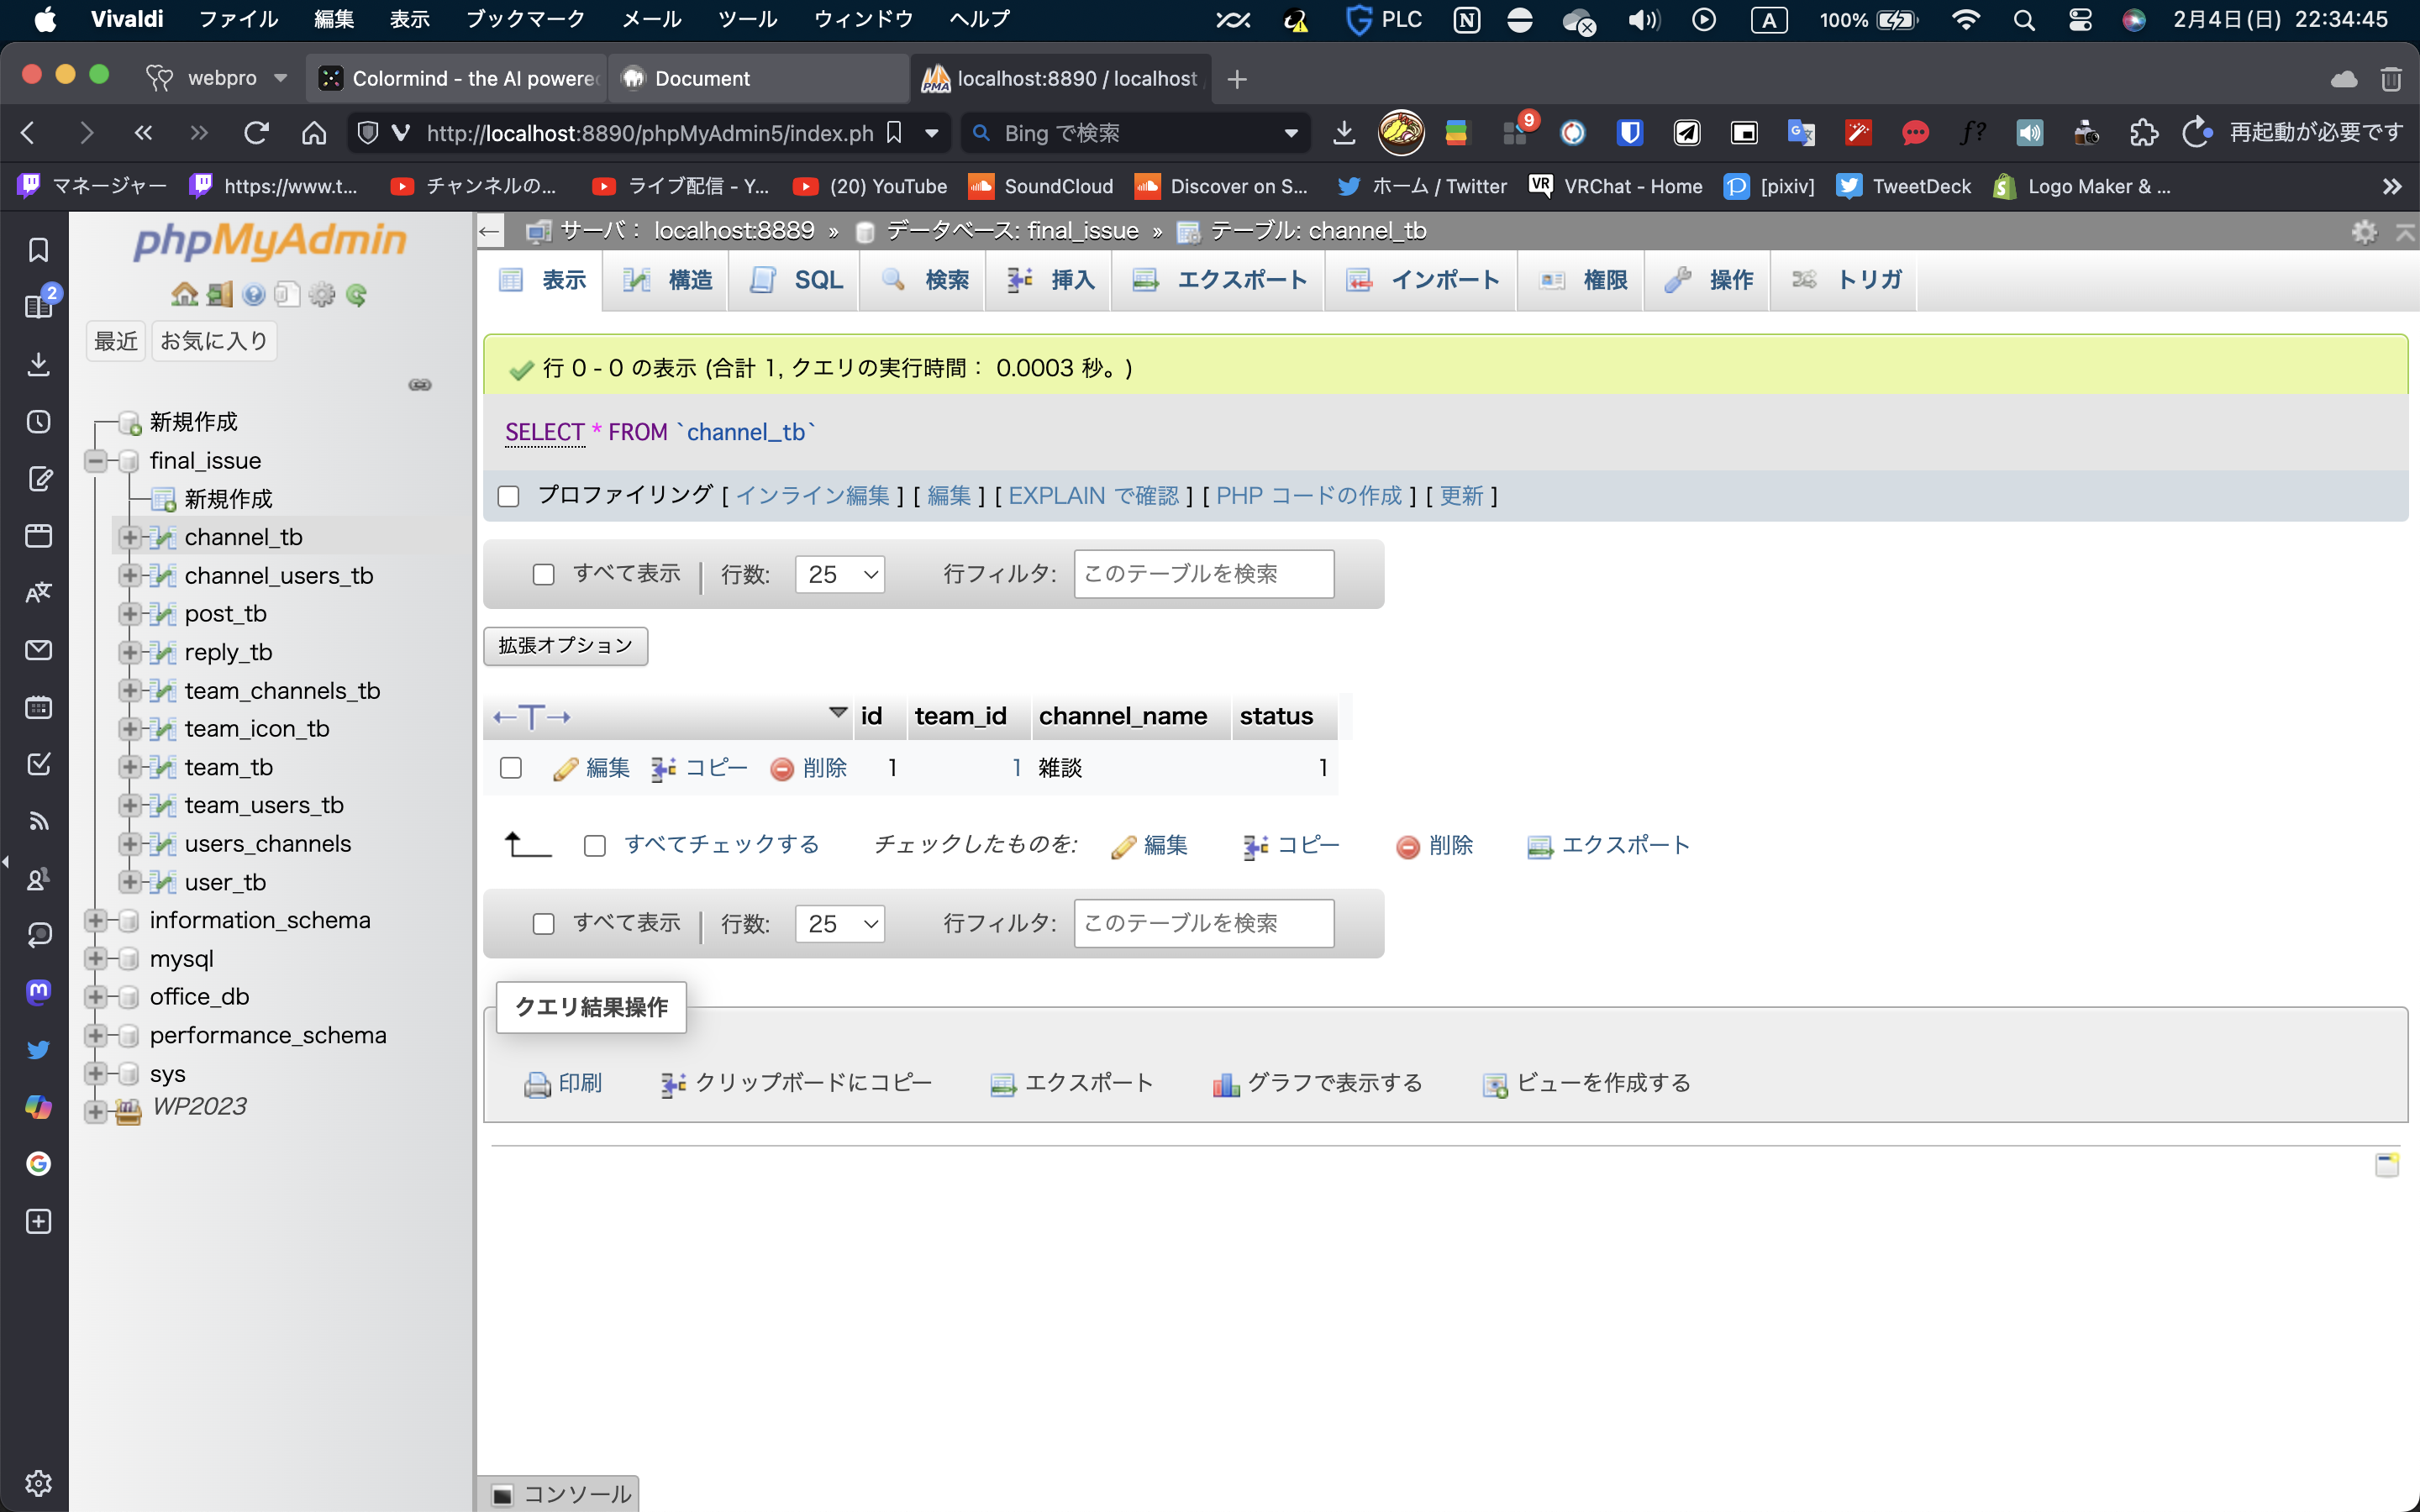 Vivaldi ファイル 編集 表示 ブックマーク メール ツール ウィンドウ ヘルプ PLC A 100% 2月4日(日) 22:34:45
webpro Colormind - the AI powere Document localhost:8890 / localhost
http://localhost:8890/phpMyAdmin5/index.ph Bing で検索 9 再起動が必要です
マネージャー https://www.t... チャンネルの... ライブ配信 - Y... (20) YouTube SoundCloud Discover on S... ホーム / Twitter VRChat - Home [pixiv] TweetDeck Logo Maker & ...
2
phpMyAdmin
最近 お気に入り
新規作成
final_issue
新規作成
channel_tb
channel_users_tb
post_tb
reply_tb
team_channels_tb
team_icon_tb
team_tb
team_users_tb
users_channels
user_tb
information_schema
mysql
office_db
performance_schema
sys
WP2023
サーバ: localhost:8889 » データベース: final_issue » テーブル: channel_tb
表示 構造 SQL 検索 挿入 エクスポート インポート 権限 操作 トリガ
行 0 - 0 の表示 (合計 1, クエリの実行時間: 0.0003 秒。)
SELECT * FROM `channel_tb`
プロファイリング [ インライン編集 ] [ 編集 ] [ EXPLAIN で確認 ] [ PHP コードの作成 ] [ 更新 ]
すべて表示 行数: 25 行フィルタ: このテーブルを検索
拡張オプション
←T→ id team_id channel_name status
編集 コピー 削除 1 1 雑談 1
すべてチェックする チェックしたものを: 編集 コピー 削除 エクスポート
すべて表示 行数: 25 行フィルタ: このテーブルを検索
クエリ結果操作
印刷 クリップボードにコピー エクスポート グラフで表示する ビューを作成する
コンソール